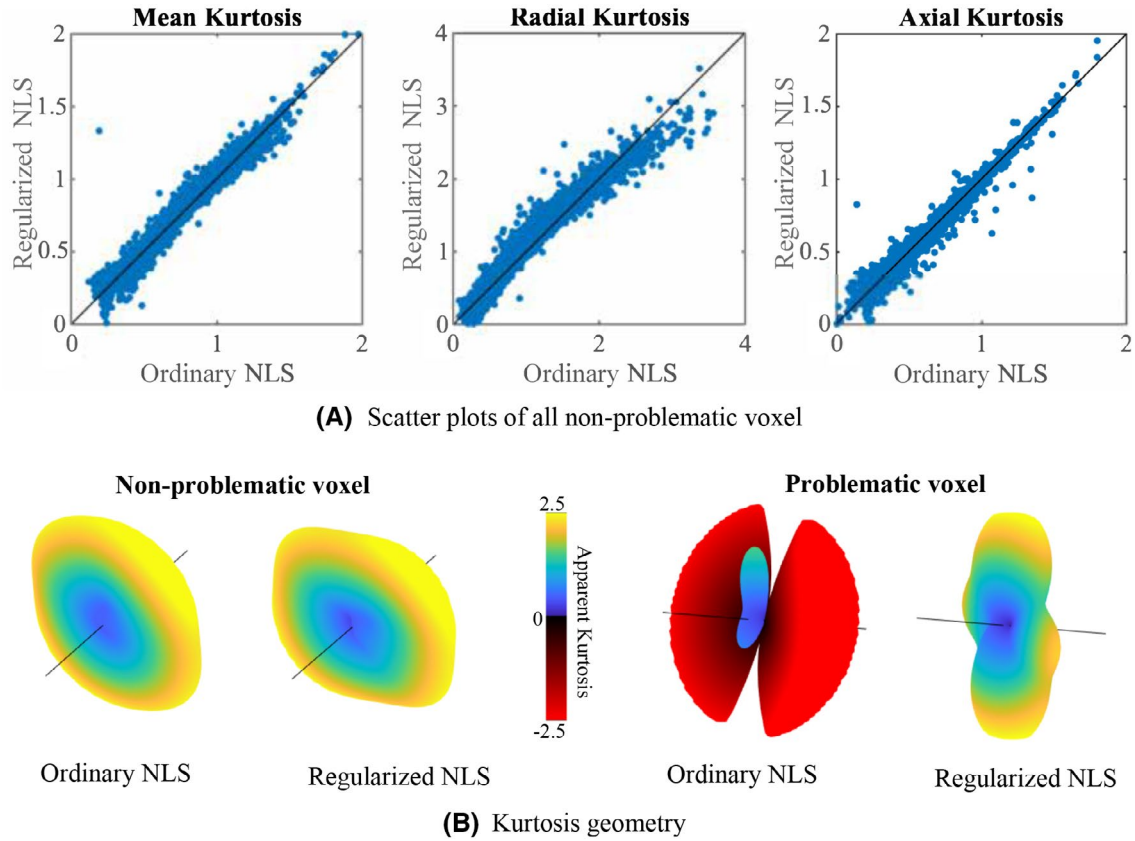 Mean Kurtosis
Radial Kurtosis
Axial Kurtosis
Regularized NLS
2
1.5
1
0.5
0
0
1
2
Ordinary NLS
Regularized NLS
4
3
2
1
0
0
2
4
Ordinary NLS
Regularized NLS
2
1.5
1
0.5
0
0
1
2
Ordinary NLS
(A) Scatter plots of all non-problematic voxel
Non-problematic voxel
Problematic voxel
2.5
0
-2.5
Apparent Kurtosis
Ordinary NLS
Regularized NLS
Ordinary NLS
Regularized NLS
(B) Kurtosis geometry